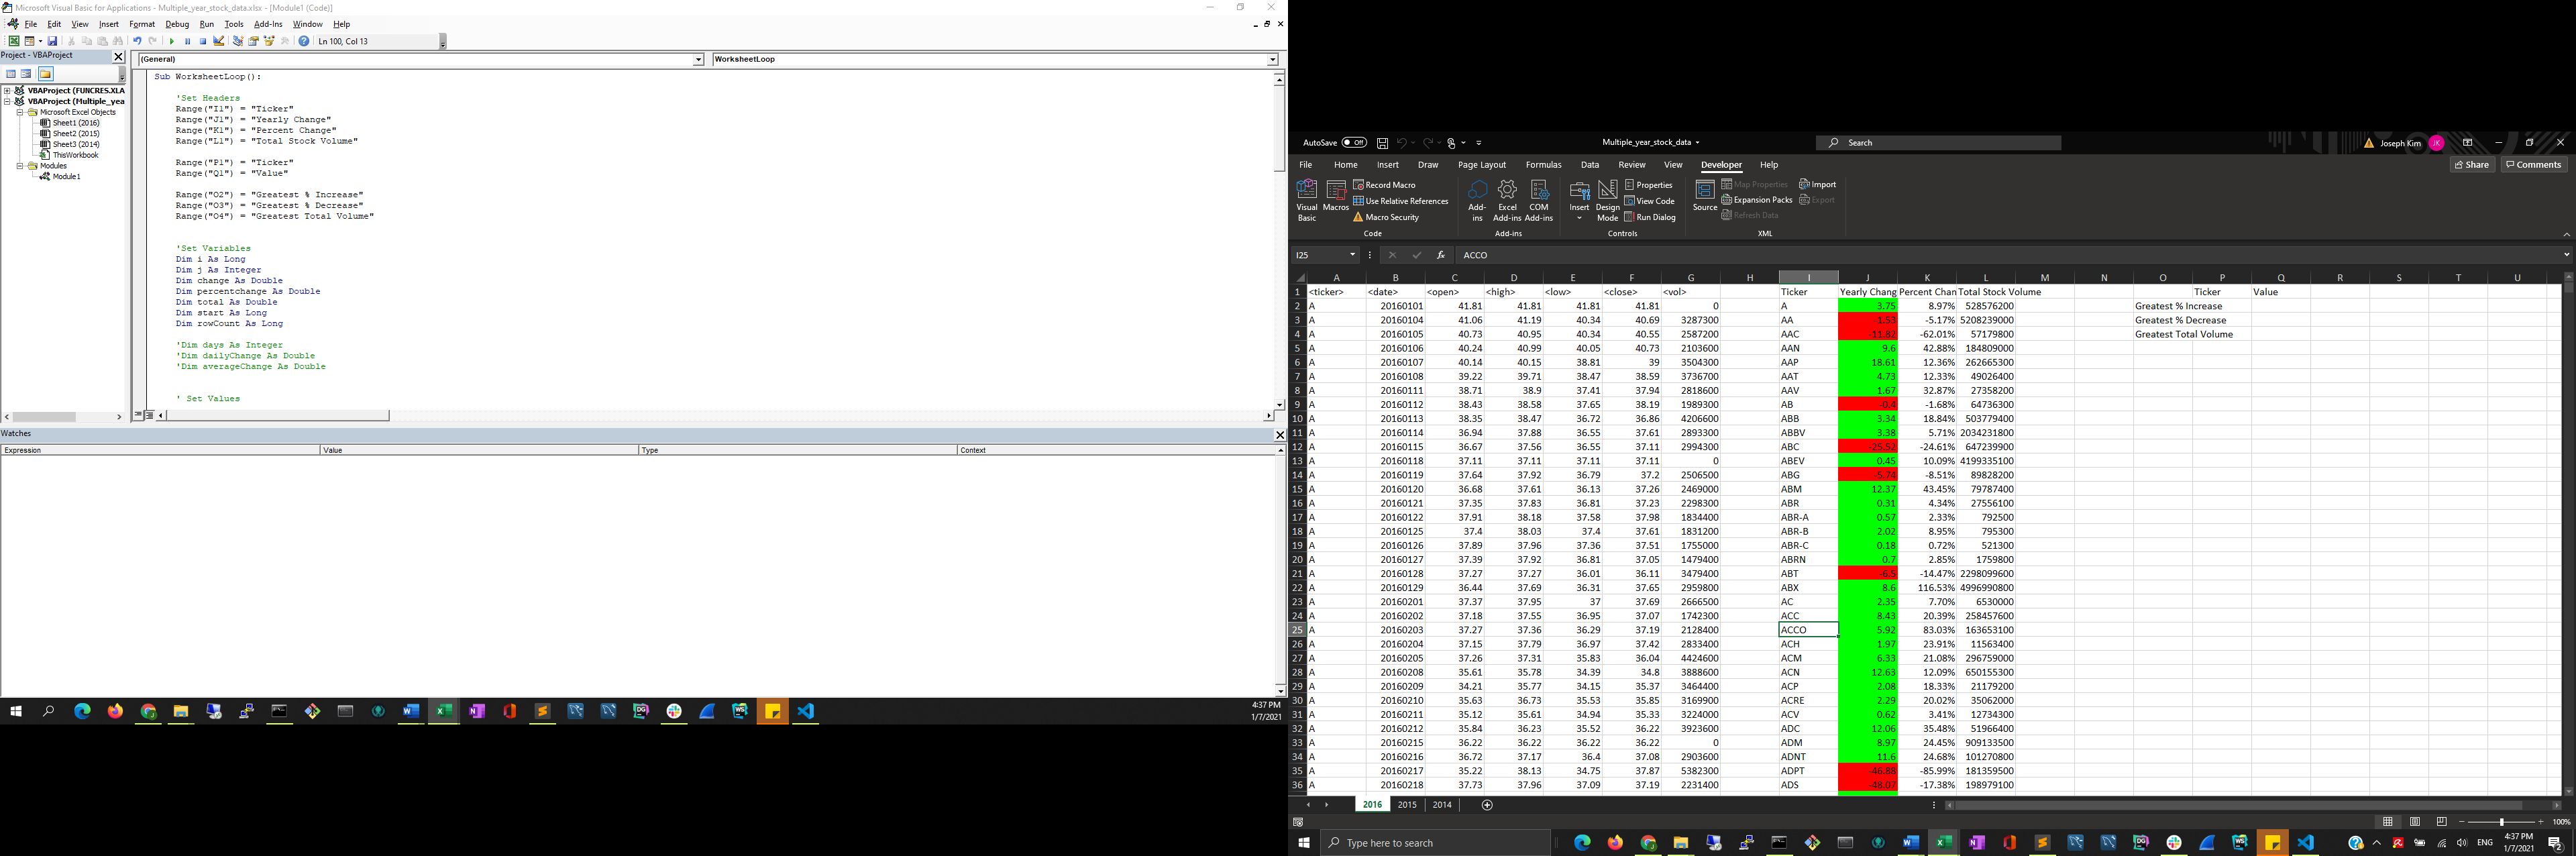 Microsoft Visual Basic for Applications - Multiple_year_stock_data.xlsx - [Module1 (Code)]
File Edit View Insert Format Debug Run Tools Add-Ins Window Help
Ln 100, Col 13
Project - VBAProject
(General) WorksheetLoop
VBAProject (FUNCRES.XLA
VBAProject (Multiple_yea
Microsoft Excel Objects
Sheet1 (2016)
Sheet2 (2015)
Sheet3 (2014)
ThisWorkbook
Modules
Module1
Sub WorksheetLoop():
'Set Headers
Range("I1") = "Ticker"
Range("J1") = "Yearly Change"
Range("K1") = "Percent Change"
Range("L1") = "Total Stock Volume"
Range("P1") = "Ticker"
Range("Q1") = "Value"
Range("O2") = "Greatest % Increase"
Range("O3") = "Greatest % Decrease"
Range("O4") = "Greatest Total Volume"
'Set Variables
Dim i As Long
Dim j As Integer
Dim change As Double
Dim percentchange As Double
Dim total As Double
Dim start As Long
Dim rowCount As Long
'Dim days As Integer
'Dim dailyChange As Double
'Dim averageChange As Double
' Set Values
Watches
Expression Value Type Context
4:37 PM
1/7/2021
AutoSave Off Multiple_year_stock_data Search Joseph Kim JK
File Home Insert Draw Page Layout Formulas Data Review View Developer Help Share Comments
Visual Basic Macros Record Macro Use Relative References Macro Security
Add-ins Excel Add-ins COM Add-ins
Insert Design Mode Properties View Code Run Dialog
Source Map Properties Expansion Packs Refresh Data Import Export
Code Add-ins Controls XML
I25 fx ACCO
A B C D E F G H I J K L M N O P Q R S T U
1 <ticker> <date> <open> <high> <low> <close> <vol> Ticker Yearly Chang Percent Chan Total Stock Volume Ticker Value
2 A 20160101 41.81 41.81 41.81 41.81 0 A 3.75 8.97% 528576200 Greatest % Increase
3 A 20160104 41.06 41.19 40.34 40.69 3287300 AA -1.53 -5.17% 5208239000 Greatest % Decrease
4 A 20160105 40.73 40.95 40.34 40.55 2587200 AAC -11.82 -62.01% 57179800 Greatest Total Volume
5 A 20160106 40.24 40.99 40.05 40.73 2103600 AAN 9.6 42.88% 184809000
6 A 20160107 40.14 40.15 38.81 39 3504300 AAP 18.61 12.36% 262665300
7 A 20160108 39.22 39.71 38.47 38.59 3736700 AAT 4.73 12.33% 49026400
8 A 20160111 38.71 38.9 37.41 37.94 2818600 AAV 1.67 32.87% 27358200
9 A 20160112 38.43 38.58 37.65 38.19 1989300 AB -0.4 -1.68% 64736300
10 A 20160113 38.35 38.47 36.72 36.86 4206600 ABB 3.34 18.84% 503779400
11 A 20160114 36.94 37.88 36.55 37.61 2893300 ABBV 3.38 5.71% 2034231800
12 A 20160115 36.67 37.56 36.55 37.11 2994300 ABC -25.52 -24.61% 647239900
13 A 20160118 37.11 37.11 37.11 37.11 0 ABEV 0.45 10.09% 4199335100
14 A 20160119 37.64 37.92 36.79 37.2 2506500 ABG -5.74 -8.51% 89828200
15 A 20160120 36.68 37.61 36.13 37.26 2469000 ABM 12.37 43.45% 79787400
16 A 20160121 37.35 37.83 36.81 37.23 2298300 ABR 0.31 4.34% 27556100
17 A 20160122 37.91 38.18 37.58 37.98 1834400 ABR-A 0.57 2.33% 792500
18 A 20160125 37.4 38.03 37.4 37.61 1831200 ABR-B 2.02 8.95% 795300
19 A 20160126 37.89 37.96 37.36 37.51 1755000 ABR-C 0.18 0.72% 521300
20 A 20160127 37.39 37.92 36.81 37.05 1479400 ABRN 0.7 2.85% 1759800
21 A 20160128 37.27 37.27 36.01 36.11 3479400 ABT -6.5 -14.47% 2298099600
22 A 20160129 36.44 37.69 36.31 37.65 2959800 ABX 8.6 116.53% 4996990800
23 A 20160201 37.37 37.95 37 37.69 2666500 AC 2.35 7.70% 6530000
24 A 20160202 37.18 37.55 36.95 37.07 1742300 ACC 8.43 20.39% 258457600
25 A 20160203 37.27 37.36 36.29 37.19 2128400 ACCO 5.92 83.03% 163653100
26 A 20160204 37.15 37.79 36.97 37.42 2833400 ACH 1.97 23.91% 11563400
27 A 20160205 37.26 37.31 35.83 36.04 4424600 ACM 6.33 21.08% 296759000
28 A 20160208 35.61 35.78 34.39 34.8 3888600 ACN 12.63 12.09% 650155300
29 A 20160209 34.21 35.77 34.15 35.37 3464400 ACP 2.08 18.33% 21179200
30 A 20160210 35.63 36.73 35.53 35.85 3169900 ACRE 2.29 20.02% 35062000
31 A 20160211 35.12 35.61 34.94 35.33 3224000 ACV 0.62 3.41% 12734300
32 A 20160212 35.84 36.23 35.52 36.22 3923600 ADC 12.06 35.48% 51966400
33 A 20160215 36.22 36.22 36.22 36.22 0 ADM 8.97 24.45% 909133500
34 A 20160216 36.72 37.17 36.4 37.08 2903600 ADNT 11.6 24.68% 101270800
35 A 20160217 35.22 38.13 34.75 37.87 5382300 ADPT -46.88 -85.99% 181359500
36 A 20160218 37.73 37.96 37.09 37.19 2231400 ADS -48.07 -17.38% 198979100
2016 2015 2014
100%
Type here to search
ENG 4:37 PM
1/7/2021